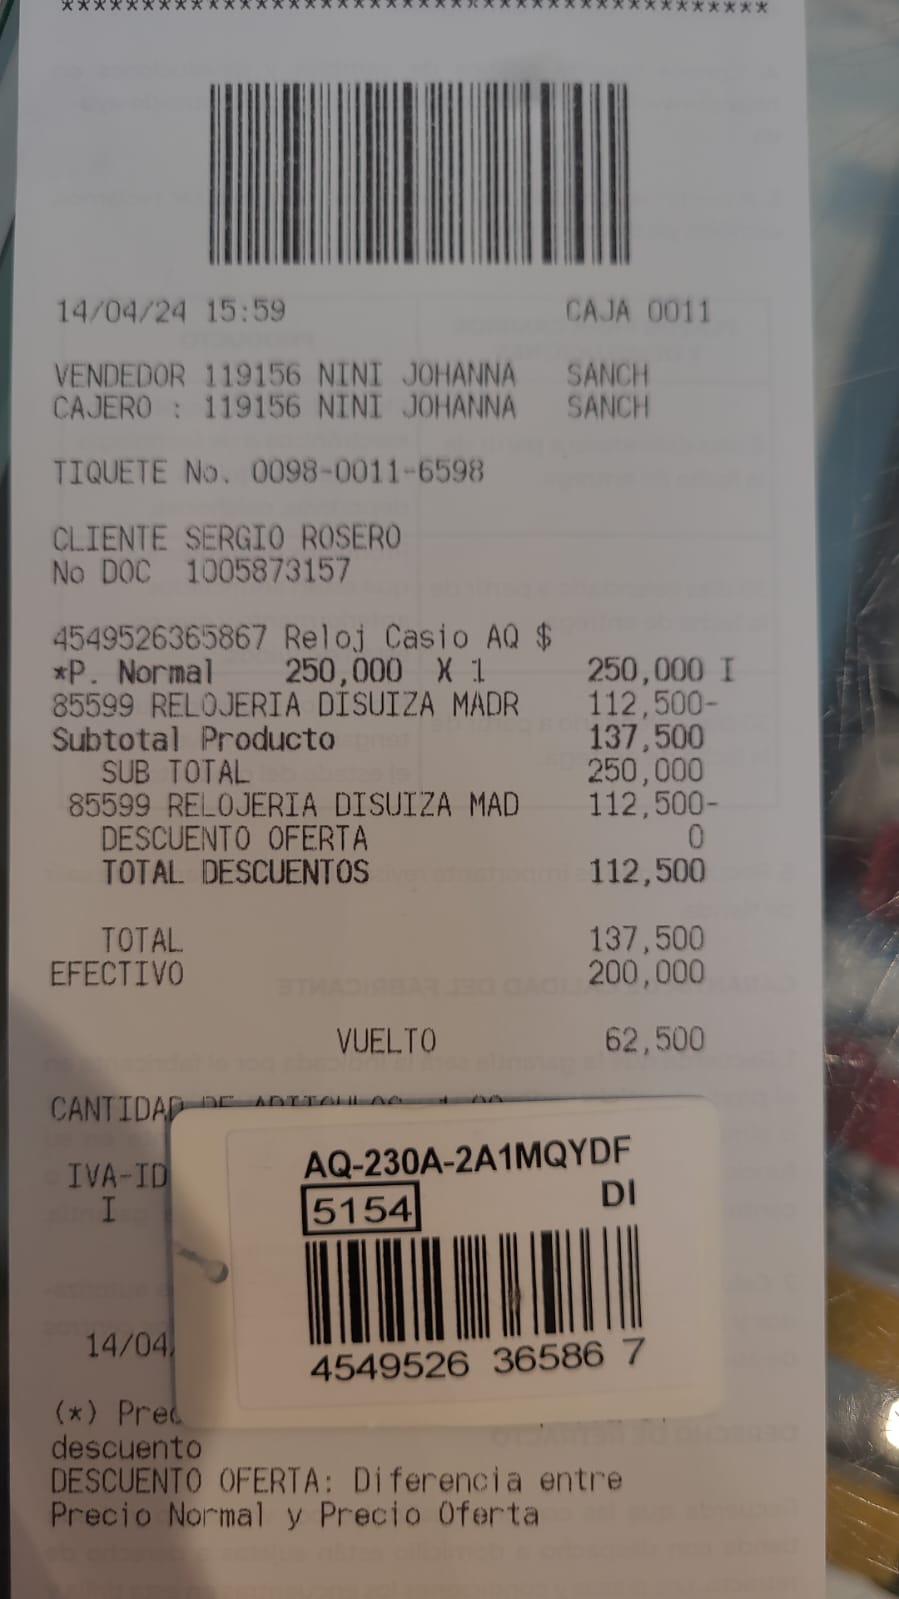 ****************************************
14/04/24 15:59 CAJA 0011
VENDEDOR 119156 NINI JOHANNA SANCH
CAJERO : 119156 NINI JOHANNA SANCH
TIQUETE No. 0098-0011-6598
CLIENTE SERGIO ROSERO
No DOC 1005873157
4549526365867 Reloj Casio AQ $
*P. Normal 250,000 X 1 250,000 I
85599 RELOJERIA DISUIZA MADR 112,500-
Subtotal Producto 137,500
SUB TOTAL 250,000
85599 RELOJERIA DISUIZA MAD 112,500-
DESCUENTO OFERTA 0
TOTAL DESCUENTOS 112,500
TOTAL 137,500
EFECTIVO 200,000
VUELTO 62,500
CANTIDAD DE
IVA-ID
I
14/04
AQ-230A-2A1MQYDF
5154 DI
4549526 36586 7
(*)
descuento
DESCUENTO OFERTA: Diferencia entre
Precio Normal y Precio Oferta